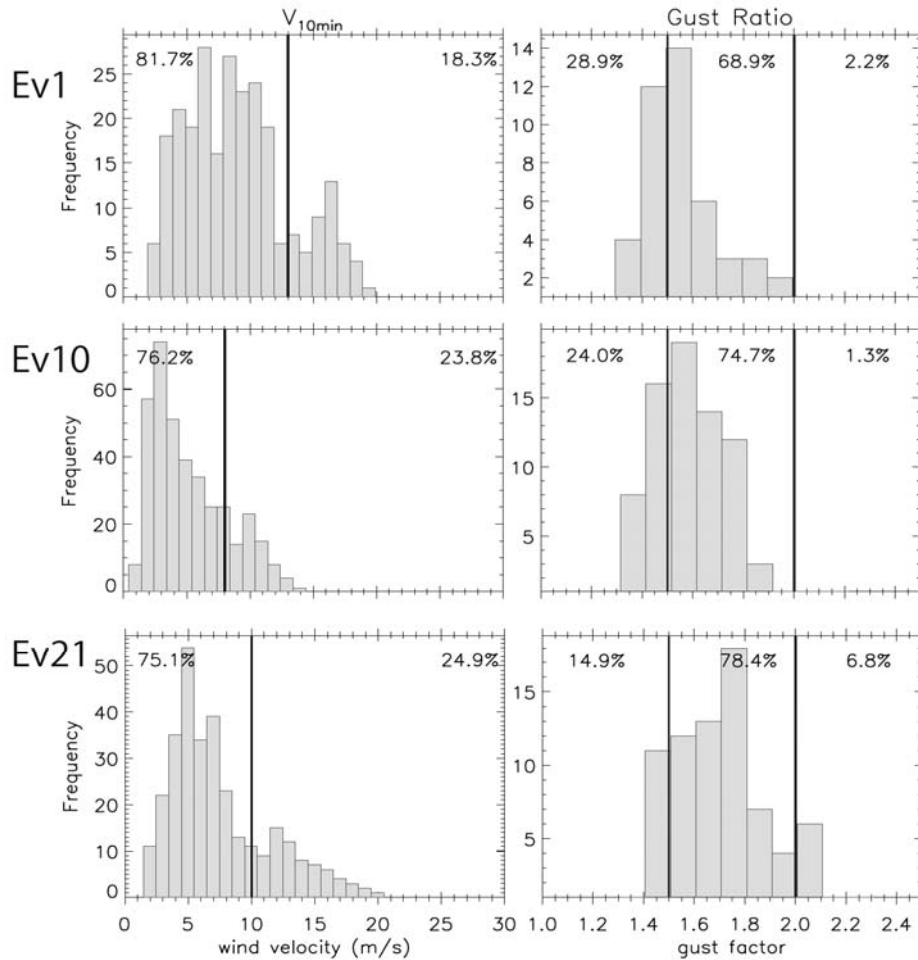 V10min Gust Ratio
Ev1
81.7% 18.3% 28.9% 68.9% 2.2%
Frequency
25
20
15
10
5
0
14
12
10
8
6
4
2
Ev10
76.2% 23.8% 24.0% 74.7% 1.3%
Frequency
60
40
20
0
15
10
5
Ev21
75.1% 24.9% 14.9% 78.4% 6.8%
Frequency
50
40
30
20
10
0
15
10
5
0 5 10 15 20 25 30 1.0 1.2 1.4 1.6 1.8 2.0 2.2 2.4
wind velocity (m/s) gust factor